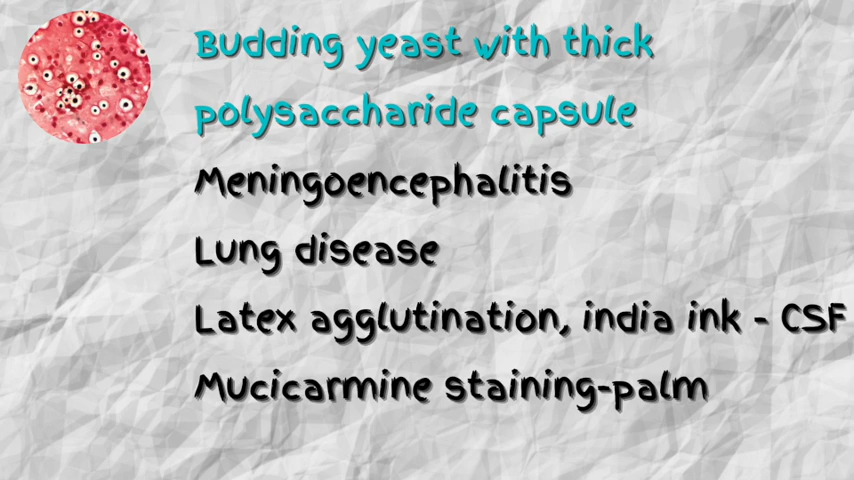 Budding yeast with thick
polysaccharide capsule
Meningoencephalitis
Lung disease
Latex agglutination, india ink - CSF
Mucicarmine staining-palm